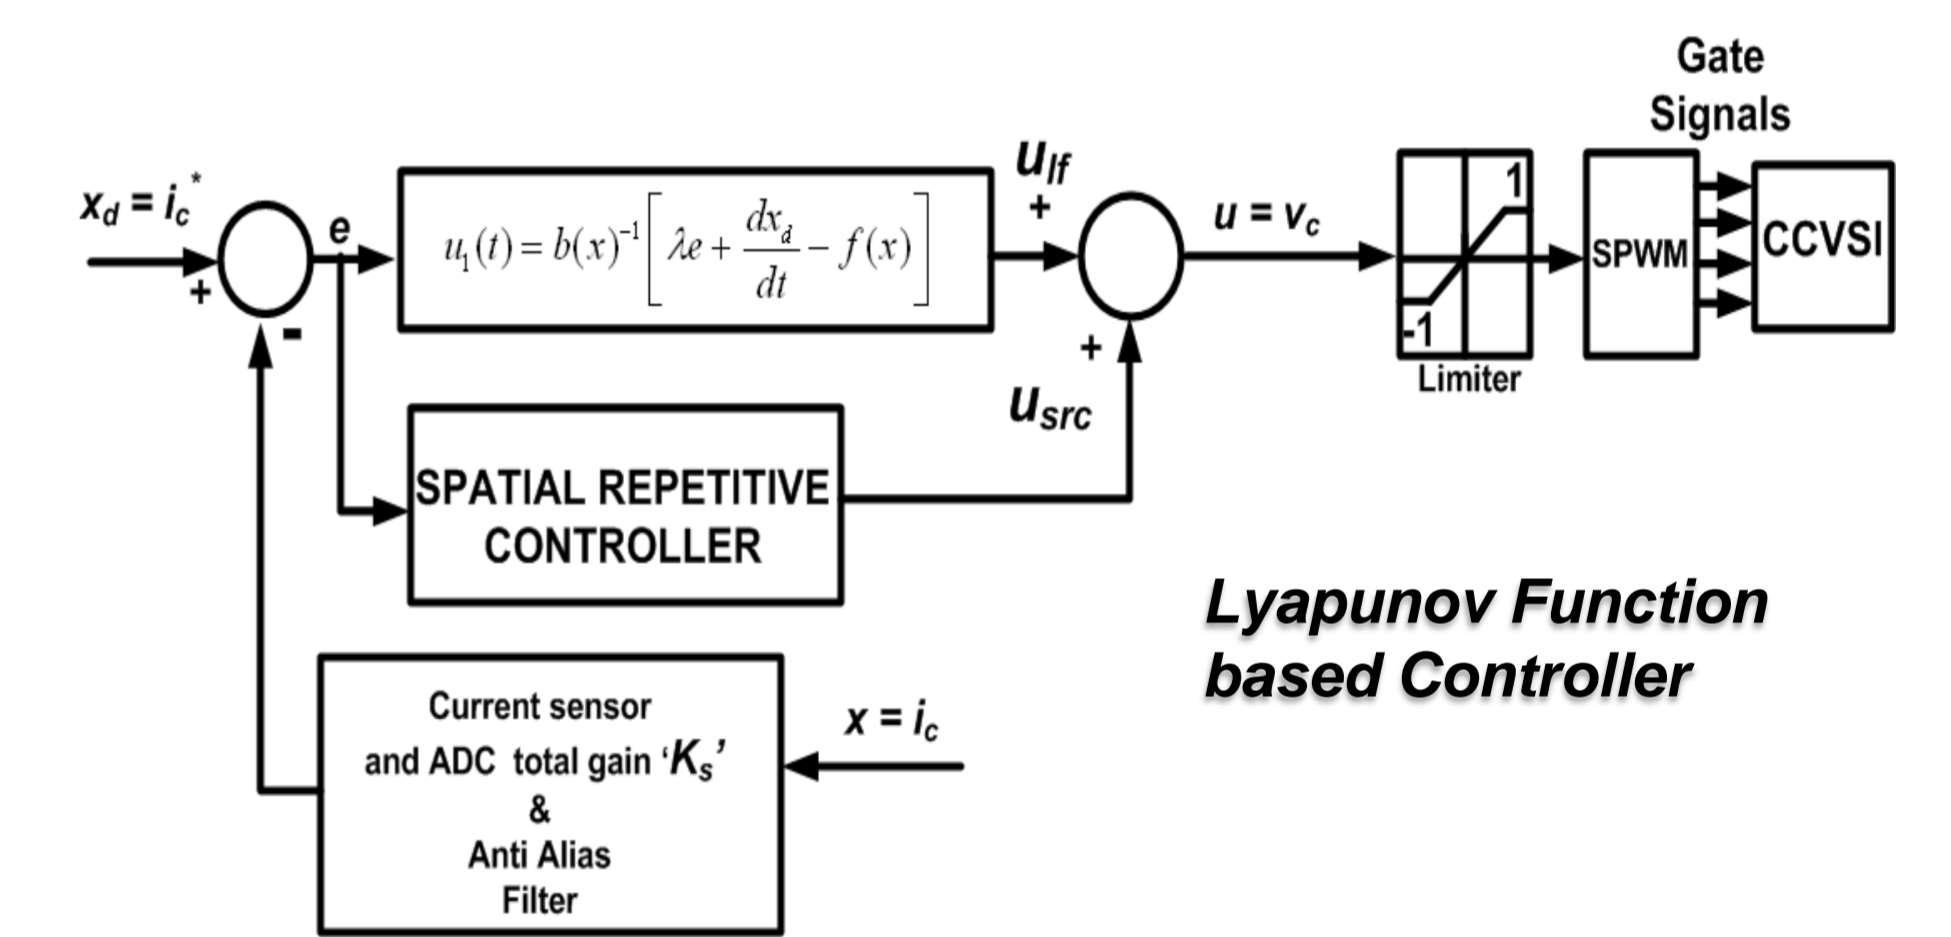 Gate
Signals
x_d = i_c^*
+
-
e
u_1(t) = b(x)^{-1} [ λe + dx_d/dt − f(x) ]
u_lf
+
+
u_src
u = v_c
1
-1
Limiter
SPWM
CCVSI
SPATIAL REPETITIVE
CONTROLLER
Current sensor
and ADC total gain ‘K_s’
&
Anti Alias
Filter
x = i_c
Lyapunov Function
based Controller